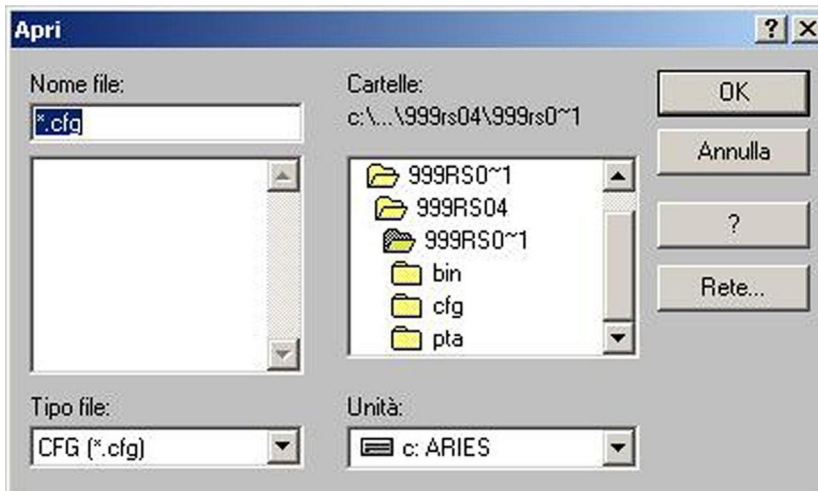 Apri
Nome file:
*.cfg
Tipo file:
CFG (*.cfg)
Cartelle:
c:\...\999rs04\999rs0~1
999RS0~1
999RS04
999RS0~1
bin
cfg
pta
Unità:
c: ARIES
OK
Annulla
?
Rete...